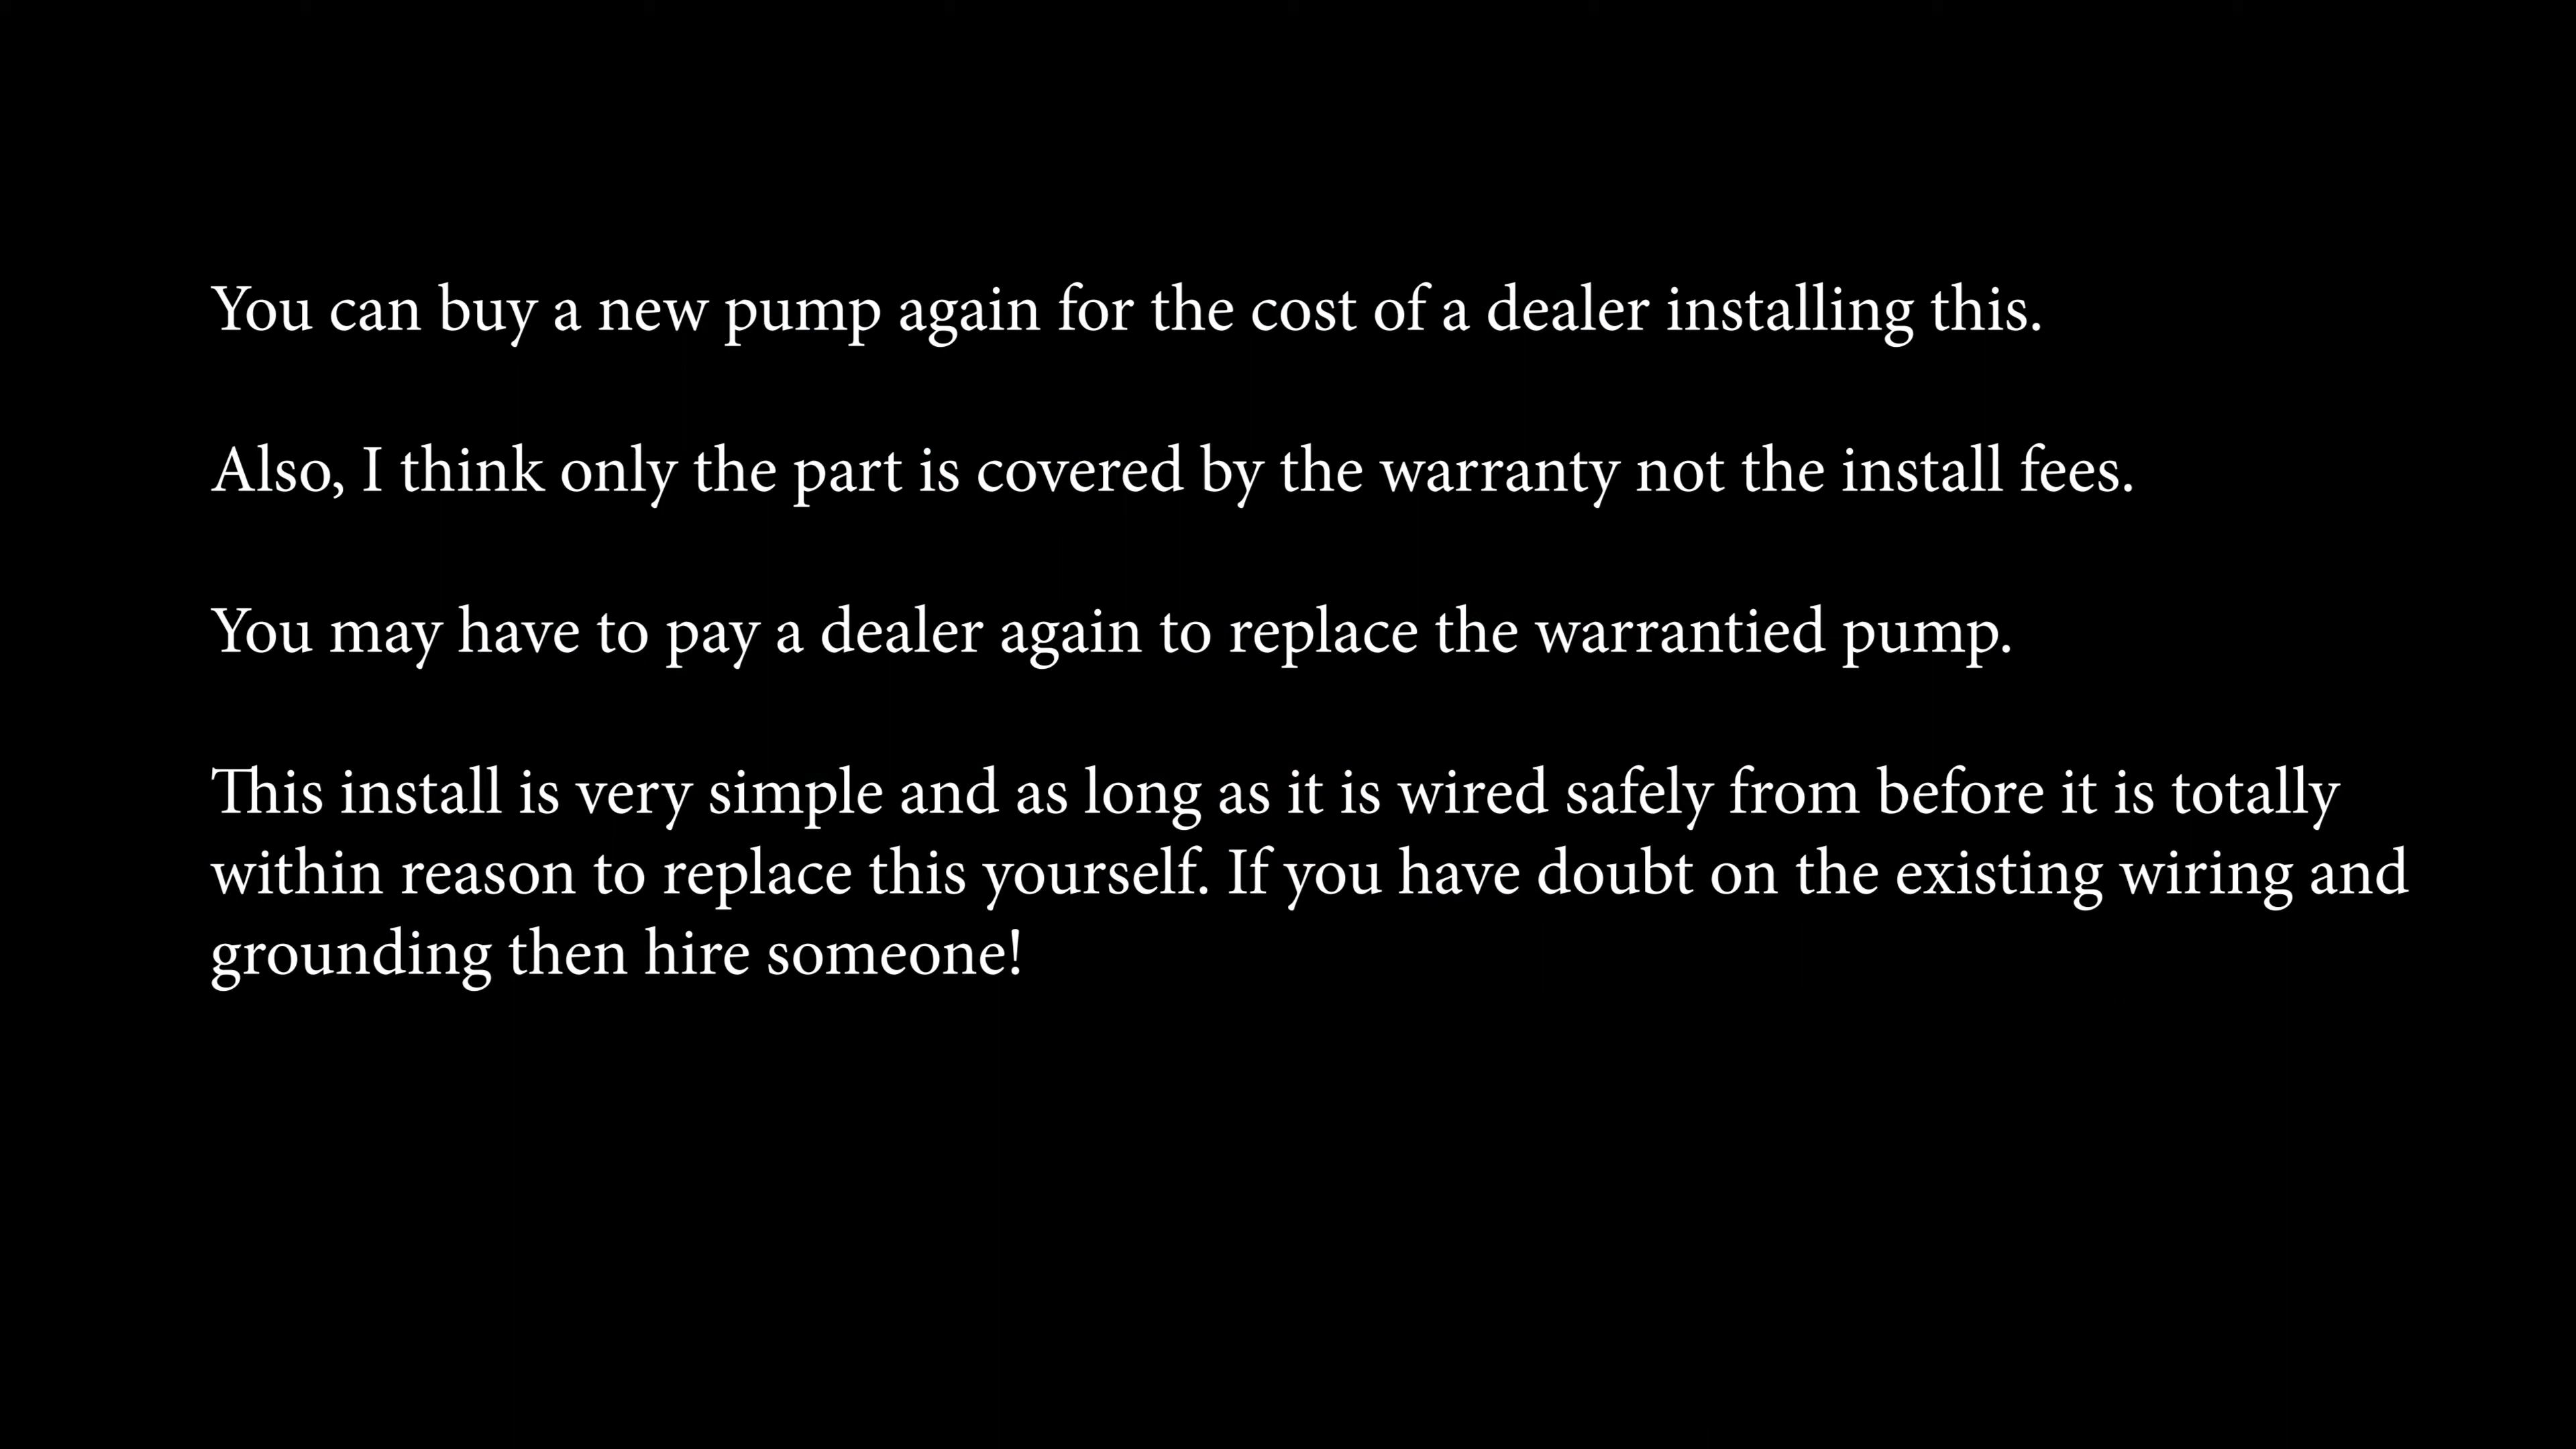 You can buy a new pump again for the cost of a dealer installing this.
Also, I think only the part is covered by the warranty not the install fees.
You may have to pay a dealer again to replace the warrantied pump.
This install is very simple and as long as it is wired safely from before it is totally
within reason to replace this yourself. If you have doubt on the existing wiring and
grounding then hire someone!